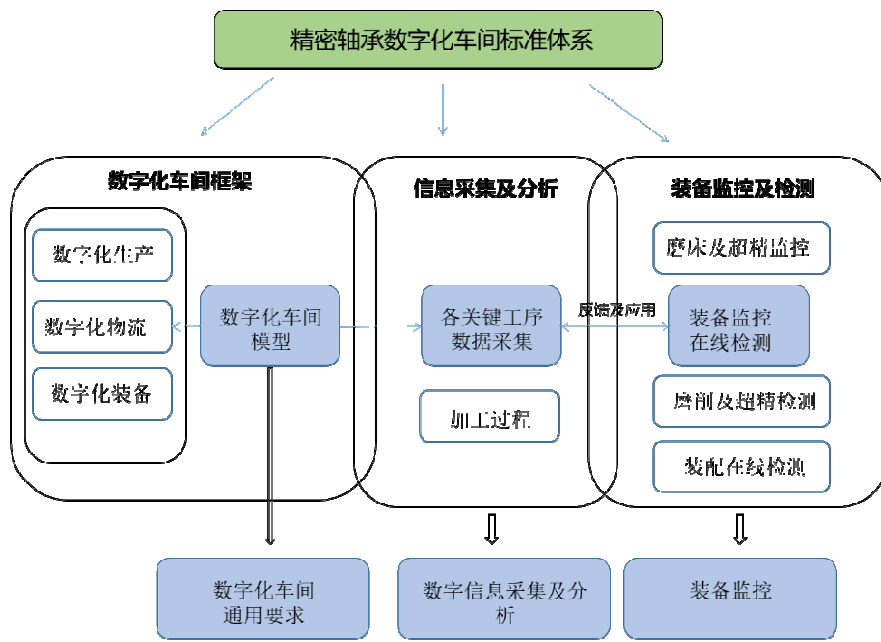 精密轴承数字化车间标准体系
数字化车间框架
数字化生产
数字化物流
数字化装备
数字化车间
模型
信息采集及分析
各关键工序
数据采集
加工过程
反馈及应用
装备监控及检测
磨床及超精监控
装备监控
在线检测
磨削及超精检测
装配在线检测
数字化车间
通用要求
数字信息采集及分
析
装备监控